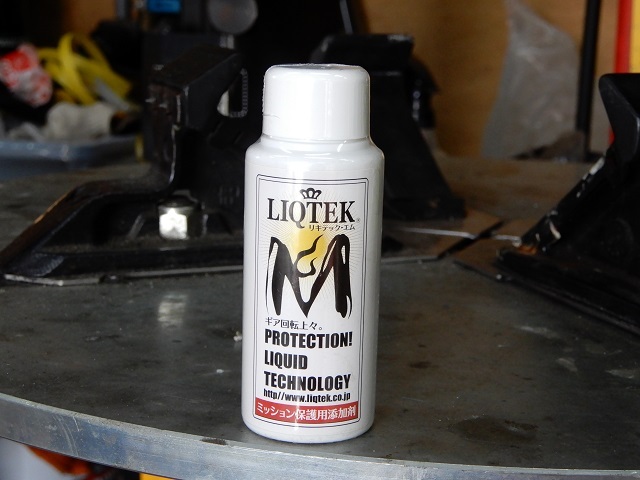 LIQTEK®
リキテック・エム
M
ギア回転上々。
PROTECTION!
LIQUID
TECHNOLOGY
http//www.liqtek.co.jp
ミッション保護用添加剤